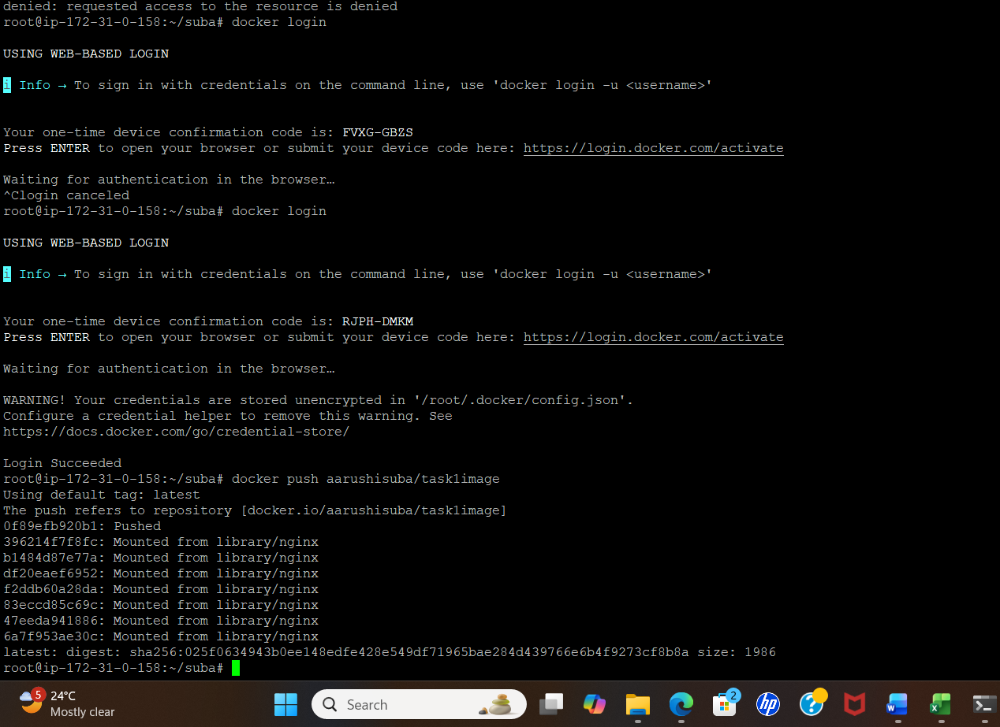 denied: requested access to the resource is denied
root@ip-172-31-0-158:~/suba# docker login
USING WEB-BASED LOGIN
i Info → To sign in with credentials on the command line, use 'docker login -u <username>'
Your one-time device confirmation code is: FVXG-GBZS
Press ENTER to open your browser or submit your device code here: https://login.docker.com/activate
Waiting for authentication in the browser…
^Clogin canceled
root@ip-172-31-0-158:~/suba# docker login
USING WEB-BASED LOGIN
i Info → To sign in with credentials on the command line, use 'docker login -u <username>'
Your one-time device confirmation code is: RJPH-DMKM
Press ENTER to open your browser or submit your device code here: https://login.docker.com/activate
Waiting for authentication in the browser…
WARNING! Your credentials are stored unencrypted in '/root/.docker/config.json'.
Configure a credential helper to remove this warning. See
https://docs.docker.com/go/credential-store/
Login Succeeded
root@ip-172-31-0-158:~/suba# docker push aarushisuba/task1image
Using default tag: latest
The push refers to repository [docker.io/aarushisuba/task1image]
0f89efb920b1: Pushed
396214f7f8fc: Mounted from library/nginx
b1484d87e77a: Mounted from library/nginx
df20eaef6952: Mounted from library/nginx
f2ddb60a28da: Mounted from library/nginx
83eccd85c69c: Mounted from library/nginx
47eeda941886: Mounted from library/nginx
6a7f953ae30c: Mounted from library/nginx
latest: digest: sha256:025f0634943b0ee148edfe428e549df71965bae284d439766e6b4f9273cf8b8a size: 1986
root@ip-172-31-0-158:~/suba#
5
24°C
Mostly clear
Search
2
hp
?
W
X